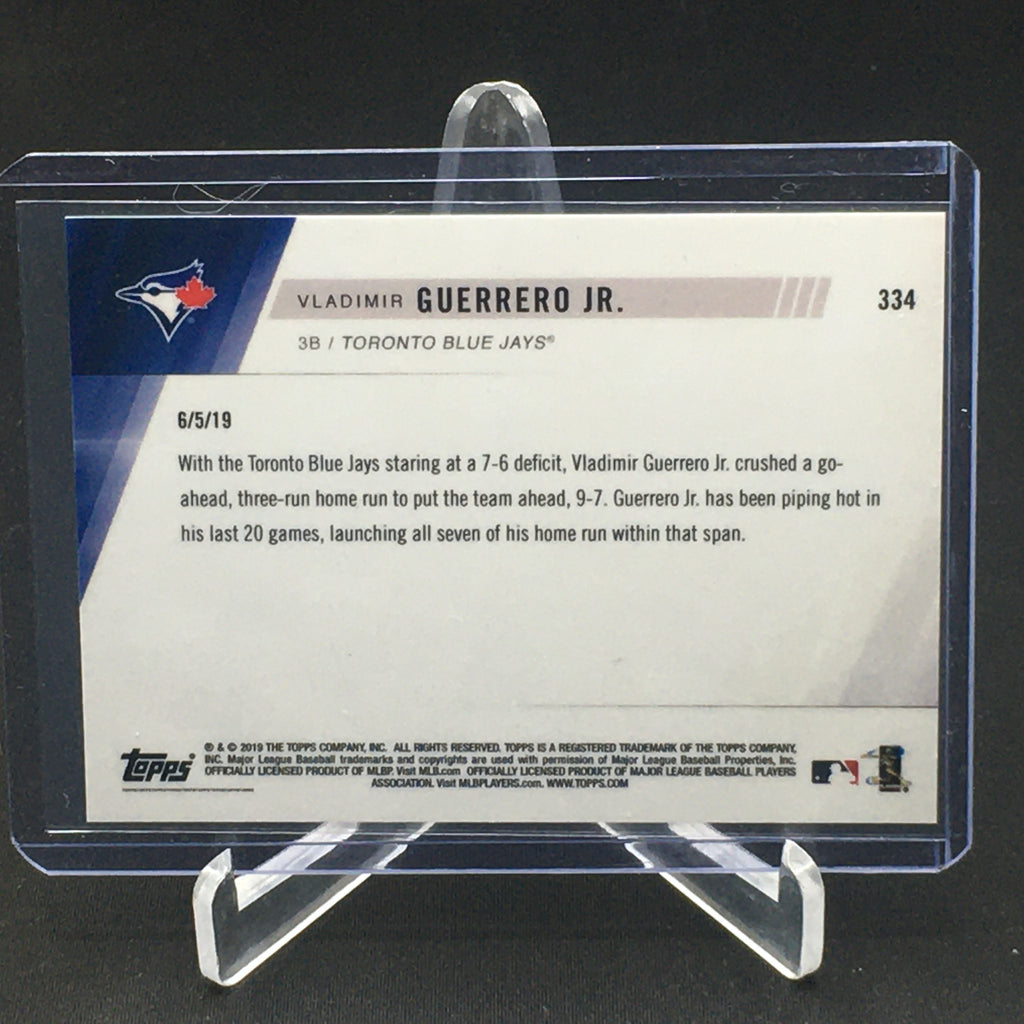 VLADIMIR GUERRERO JR.
334
3B / TORONTO BLUE JAYS®
6/5/19
With the Toronto Blue Jays staring at a 7-6 deficit, Vladimir Guerrero Jr. crushed a go-
ahead, three-run home run to put the team ahead, 9-7. Guerrero Jr. has been piping hot in
his last 20 games, launching all seven of his home run within that span.
topps
® & © 2019 THE TOPPS COMPANY, INC. ALL RIGHTS RESERVED. TOPPS IS A REGISTERED TRADEMARK OF THE TOPPS COMPANY,
INC. Major League Baseball trademarks and copyrights are used with permission of Major League Baseball Properties, Inc.
OFFICIALLY LICENSED PRODUCT OF MLBP. Visit MLB.com OFFICIALLY LICENSED PRODUCT OF MAJOR LEAGUE BASEBALL PLAYERS
ASSOCIATION. Visit MLBPLAYERS.com. WWW.TOPPS.COM